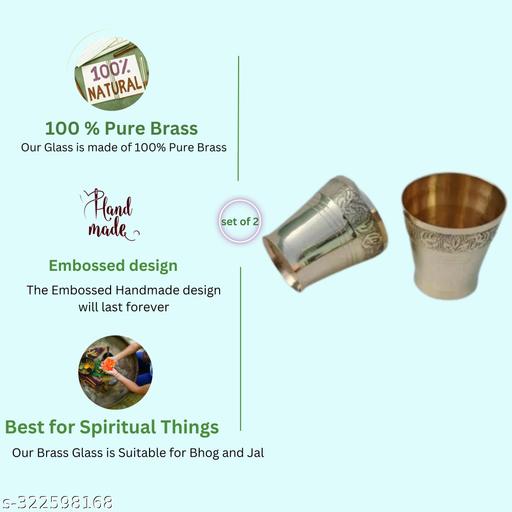 100%
NATURAL
100 % Pure Brass
Our Glass is made of 100% Pure Brass
Hand
made
set of 2
Embossed design
The Embossed Handmade design
will last forever
Best for Spiritual Things
Our Brass Glass is Suitable for Bhog and Jal
s-322598168